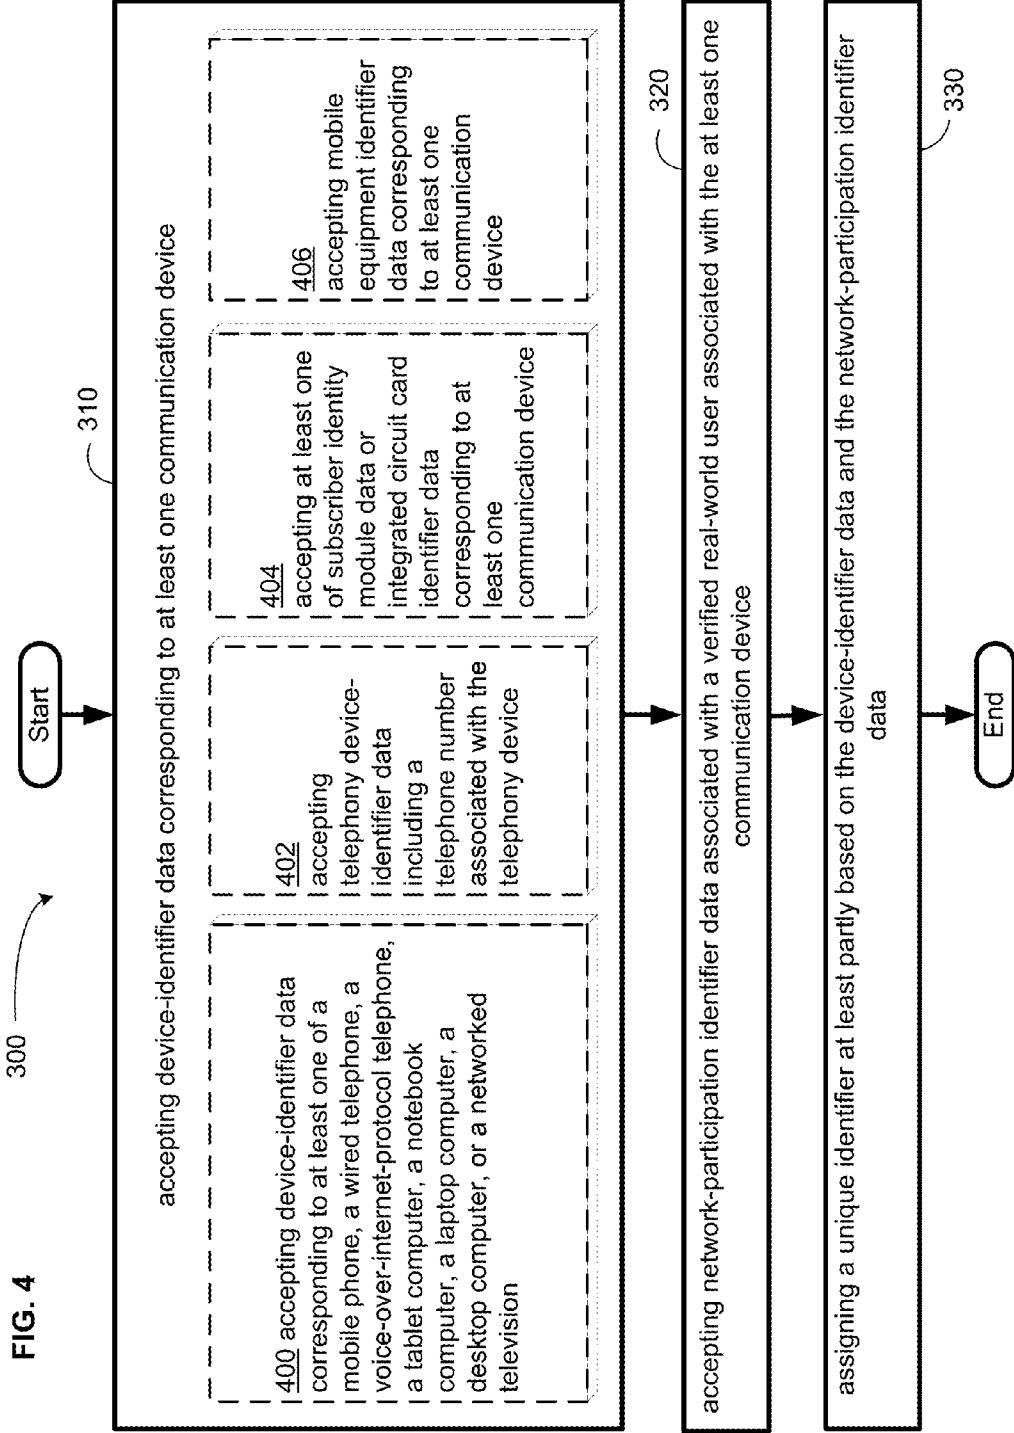 FIG. 4
300
Start
310
accepting device-identifier data corresponding to at least one communication device
400 accepting device-identifier data
corresponding to at least one of a
mobile phone, a wired telephone, a
voice-over-internet-protocol telephone,
a tablet computer, a notebook
computer, a laptop computer, a
desktop computer, or a networked
television
402
accepting
telephony device-
identifier data
including a
telephone number
associated with the
telephony device
404
accepting at least one
of subscriber identity
module data or
integrated circuit card
identifier data
corresponding to at
least one
communication device
406
accepting mobile
equipment identifier
data corresponding
to at least one
communication
device
320
accepting network-participation identifier data associated with a verified real-world user associated with the at least one
communication device
330
assigning a unique identifier at least partly based on the device-identifier data and the network-participation identifier
data
End